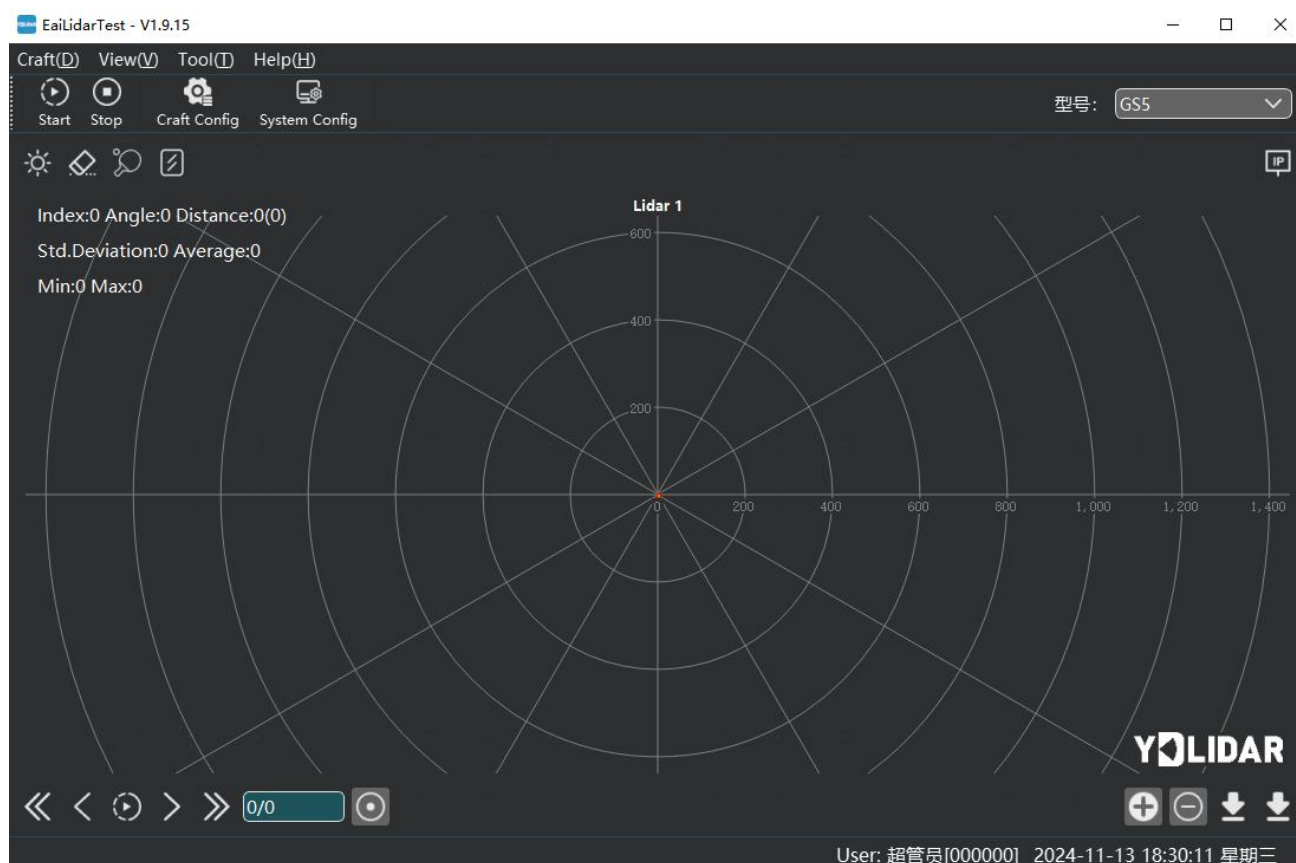 EaiLidarTest - V1.9.15
Craft(D) View(V) Tool(T) Help(H)
Start Stop Craft Config System Config 型号: GS5
IP
Lidar 1
Index:0 Angle:0 Distance:0(0)
Std.Deviation:0 Average:0
Min:0 Max:0
600
400
200
0 200 400 600 800 1,000 1,200 1,400
YDLIDAR
0/0
User: 超管员[000000] 2024-11-13 18:30:11 星期三